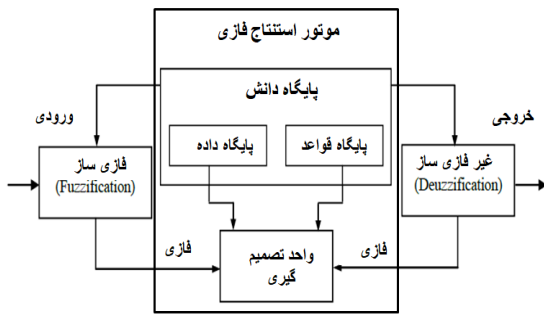 موتور استنتاج فازی
پایگاه دانش
ورودی
خروجی
پایگاه داده
پایگاه قواعد
فازی ساز
(Fuzzification)
غیر فازی ساز
(Deuzzification)
فازی
واحد تصمیم
گیری
فازی